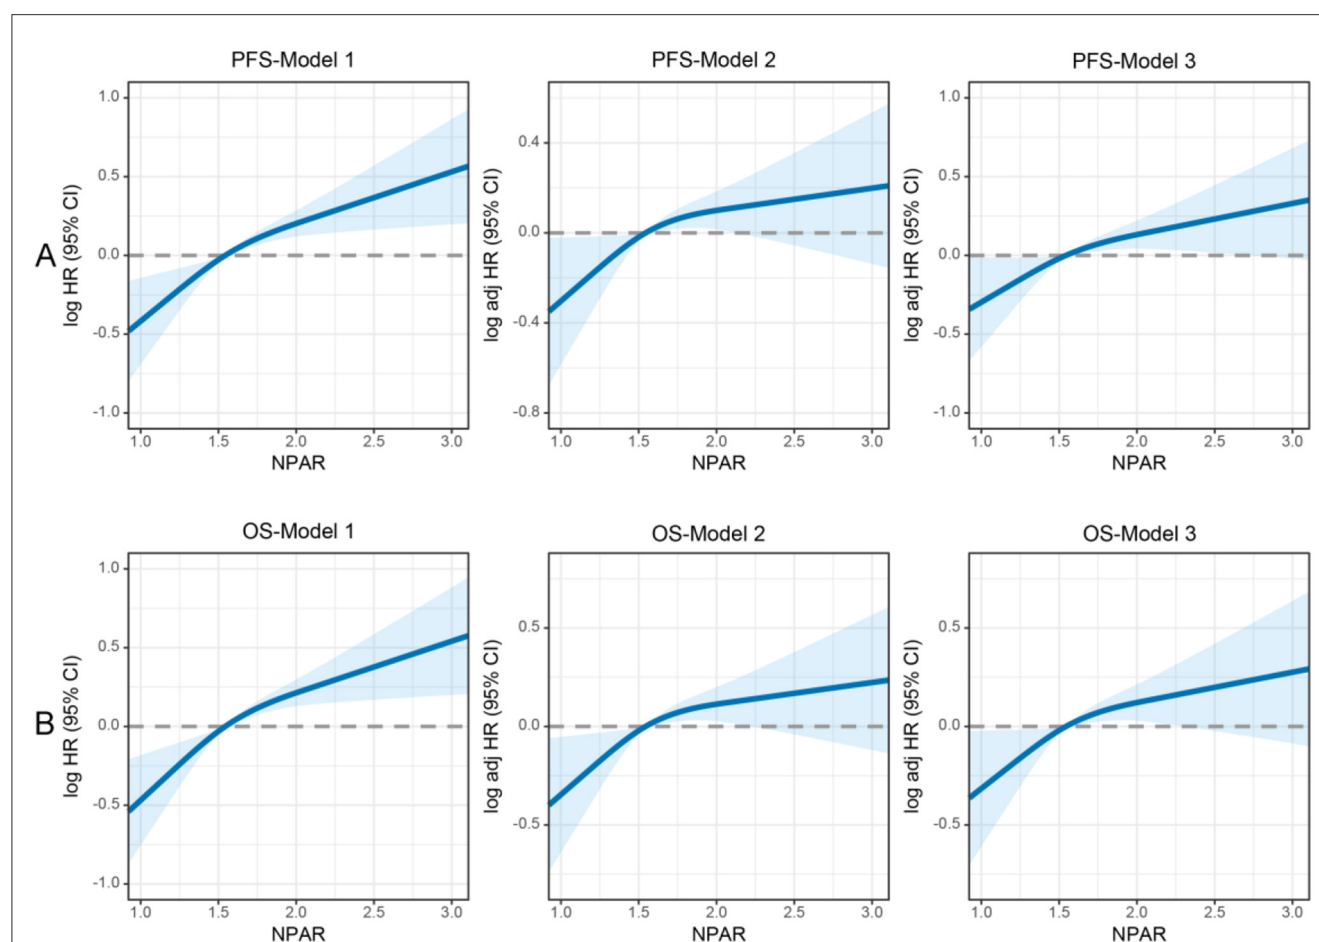 PFS-Model 1
PFS-Model 2
PFS-Model 3
A
log HR (95% CI)
1.0
0.5
0.0
-0.5
-1.0
1.0 1.5 2.0 2.5 3.0
NPAR
log adj HR (95% CI)
0.4
0.0
-0.4
-0.8
1.0 1.5 2.0 2.5 3.0
NPAR
log adj HR (95% CI)
1.0
0.5
0.0
-0.5
-1.0
1.0 1.5 2.0 2.5 3.0
NPAR
OS-Model 1
OS-Model 2
OS-Model 3
B
log HR (95% CI)
1.0
0.5
0.0
-0.5
-1.0
1.0 1.5 2.0 2.5 3.0
NPAR
log adj HR (95% CI)
0.5
0.0
-0.5
1.0 1.5 2.0 2.5 3.0
NPAR
log adj HR (95% CI)
0.5
0.0
-0.5
1.0 1.5 2.0 2.5 3.0
NPAR